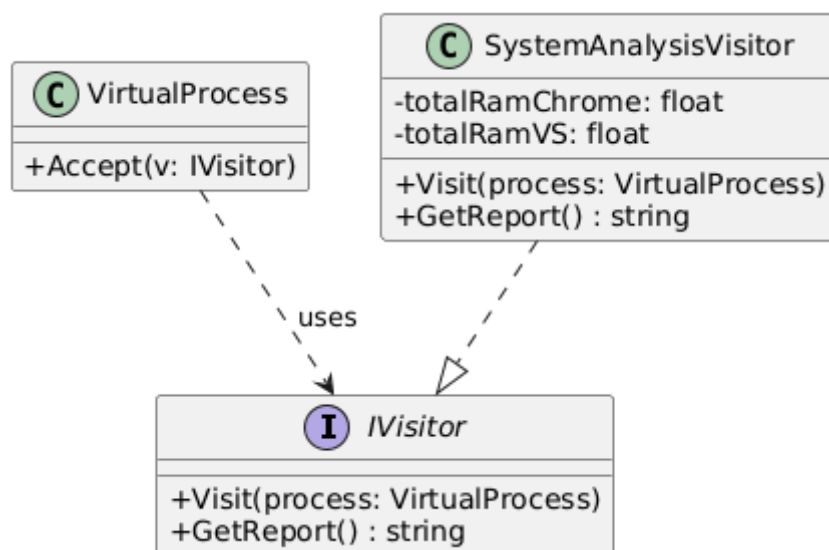 C VirtualProcess
+Accept(v: IVisitor)
C SystemAnalysisVisitor
-totalRamChrome: float
-totalRamVS: float
+Visit(process: VirtualProcess)
+GetReport() : string
uses
I IVisitor
+Visit(process: VirtualProcess)
+GetReport() : string